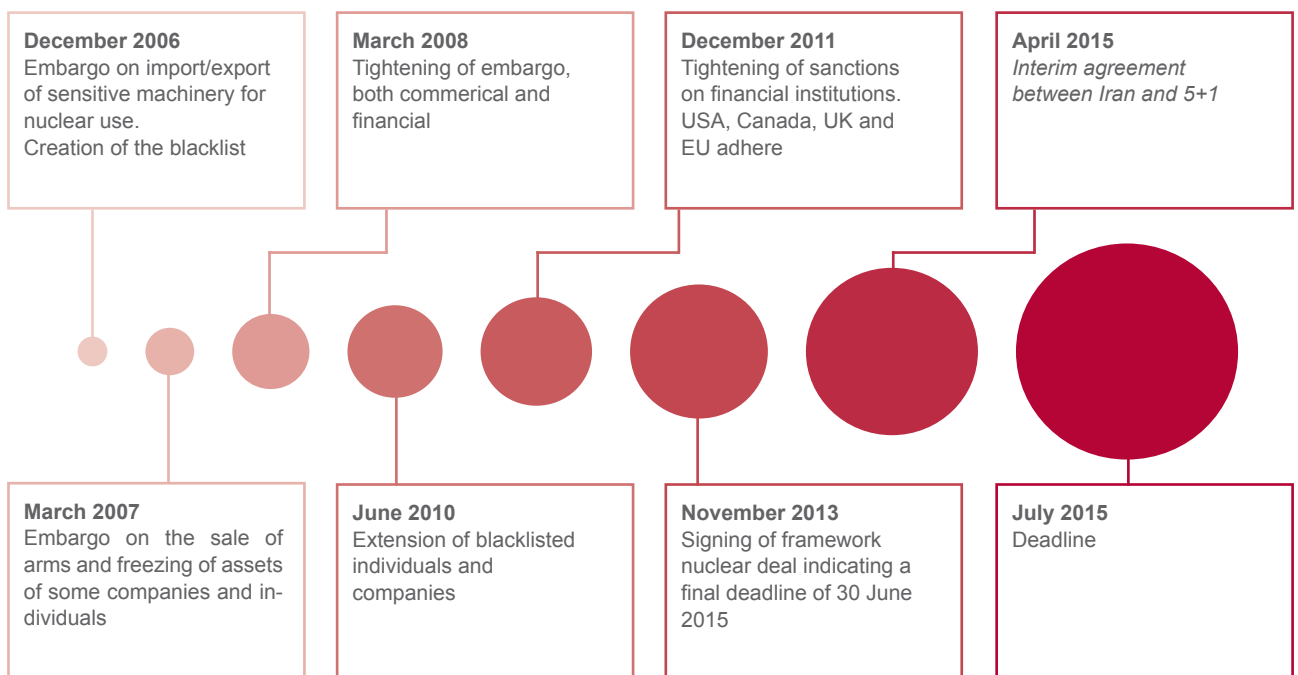 December 2006
Embargo on import/export
of sensitive machinery for
nuclear use.
Creation of the blacklist
March 2008
Tightening of embargo,
both commerical and
financial
December 2011
Tightening of sanctions
on financial institutions.
USA, Canada, UK and
EU adhere
April 2015
Interim agreement
between Iran and 5+1
March 2007
Embargo on the sale of
arms and freezing of assets
of some companies and in-
dividuals
June 2010
Extension of blacklisted
individuals and
companies
November 2013
Signing of framework
nuclear deal indicating a
final deadline of 30 June
2015
July 2015
Deadline